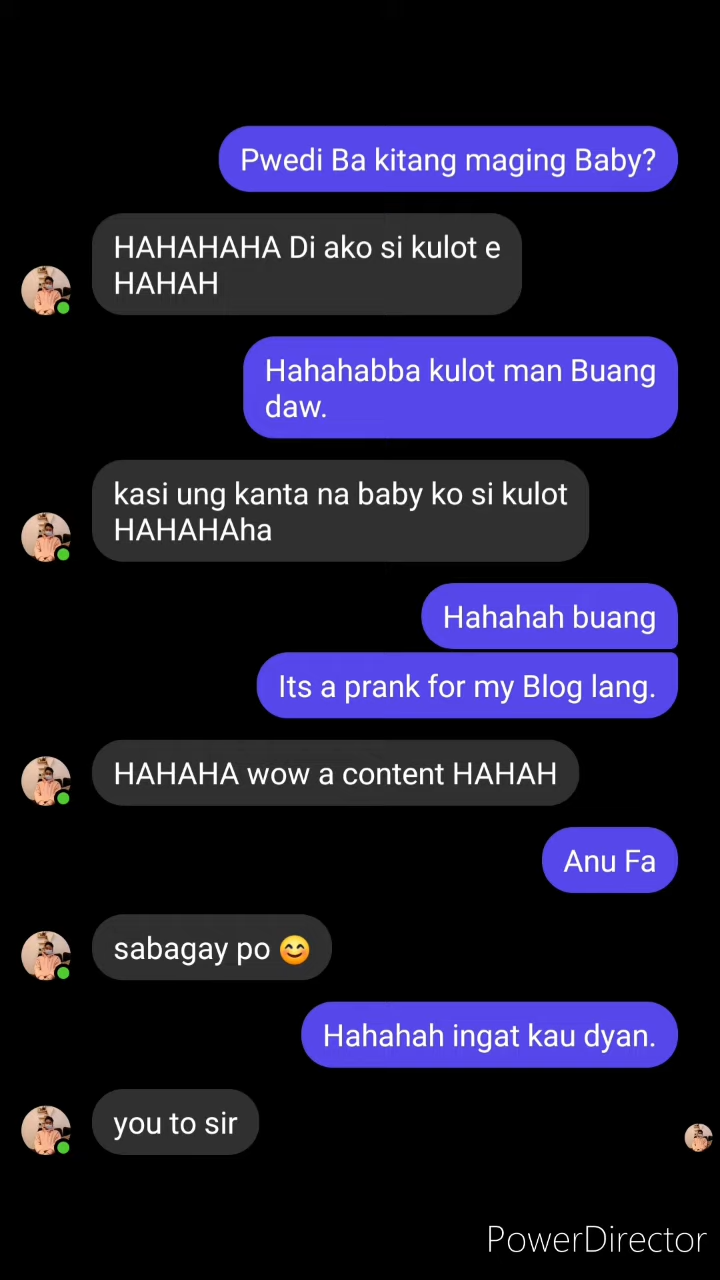 Pwedi Ba kitang maging Baby?
HAHAHAHA Di ako si kulot e
HAHAH
Hahahabba kulot man Buang
daw.
kasi ung kanta na baby ko si kulot
HAHAHAha
Hahahah buang
Its a prank for my Blog lang.
HAHAHA wow a content HAHAH
Anu Fa
sabagay po 😊
Hahahah ingat kau dyan.
you to sir
PowerDirector